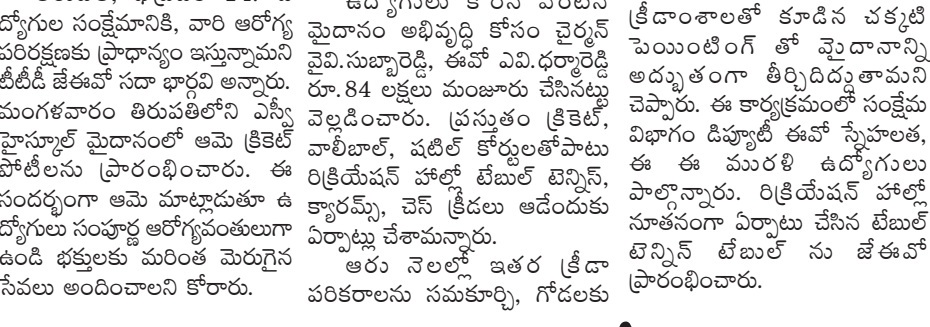 ద్యోగుల సంక్షేమానికి, వారి ఆరోగ్య
పరిరక్షణకు ప్రాధాన్యం ఇస్తున్నామని
టీటీడీ జేఈవో సదా భార్గవి అన్నారు.
మంగళవారం తిరుపతిలోని ఎస్వీ
హైస్కూల్ మైదానంలో ఆమె క్రికెట్
పోటీలను ప్రారంభించారు. ఈ
సందర్భంగా ఆమె మాట్లాడుతూ ఉ
ద్యోగులు సంపూర్ణ ఆరోగ్యవంతులుగా
ఉండి భక్తులకు మరింత మెరుగైన
సేవలు అందించాలని కోరారు.
మైదానం అభివృద్ధి కోసం చైర్మన్
వైవి.సుబ్బారెడ్డి, ఈవో ఎవి.ధర్మారెడ్డి
రూ.84 లక్షలు మంజూరు చేసినట్టు
వెల్లడించారు. ప్రస్తుతం క్రికెట్,
వాలీబాల్, షటిల్ కోర్టులతోపాటు
రిక్రియేషన్ హాల్లో టేబుల్ టెన్నిస్,
క్యారమ్స్, చెస్ క్రీడలు ఆడేందుకు
ఏర్పాట్లు చేశామన్నారు.
ఆరు నెలల్లో ఇతర క్రీడా
పరికరాలను సమకూర్చి, గోడలకు
క్రీడాంశాలతో కూడిన చక్కటి
పెయింటింగ్ తో మైదానాన్ని
అద్భుతంగా తీర్చిదిద్దుతామని
చెప్పారు. ఈ కార్యక్రమంలో సంక్షేమ
విభాగం డిప్యూటీ ఈవో స్నేహలత,
ఈ ఈ మురళి ఉద్యోగులు
పాల్గొన్నారు. రిక్రియేషన్ హాల్లో
నూతనంగా ఏర్పాటు చేసిన టేబుల్
టెన్నిన్ టేబుల్ ను జేఈవో
ప్రారంభించారు.